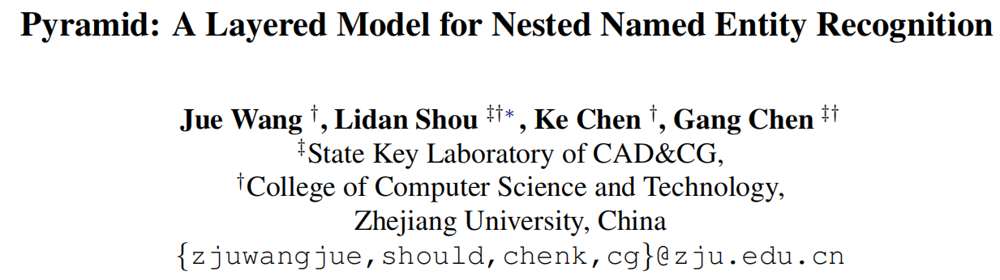 Pyramid: A Layered Model for Nested Named Entity Recognition
Jue Wang †, Lidan Shou ‡†*, Ke Chen †, Gang Chen ‡†
‡State Key Laboratory of CAD&CG,
†College of Computer Science and Technology,
Zhejiang University, China
{zjuwangjue,should,chenk,cg}@zju.edu.cn